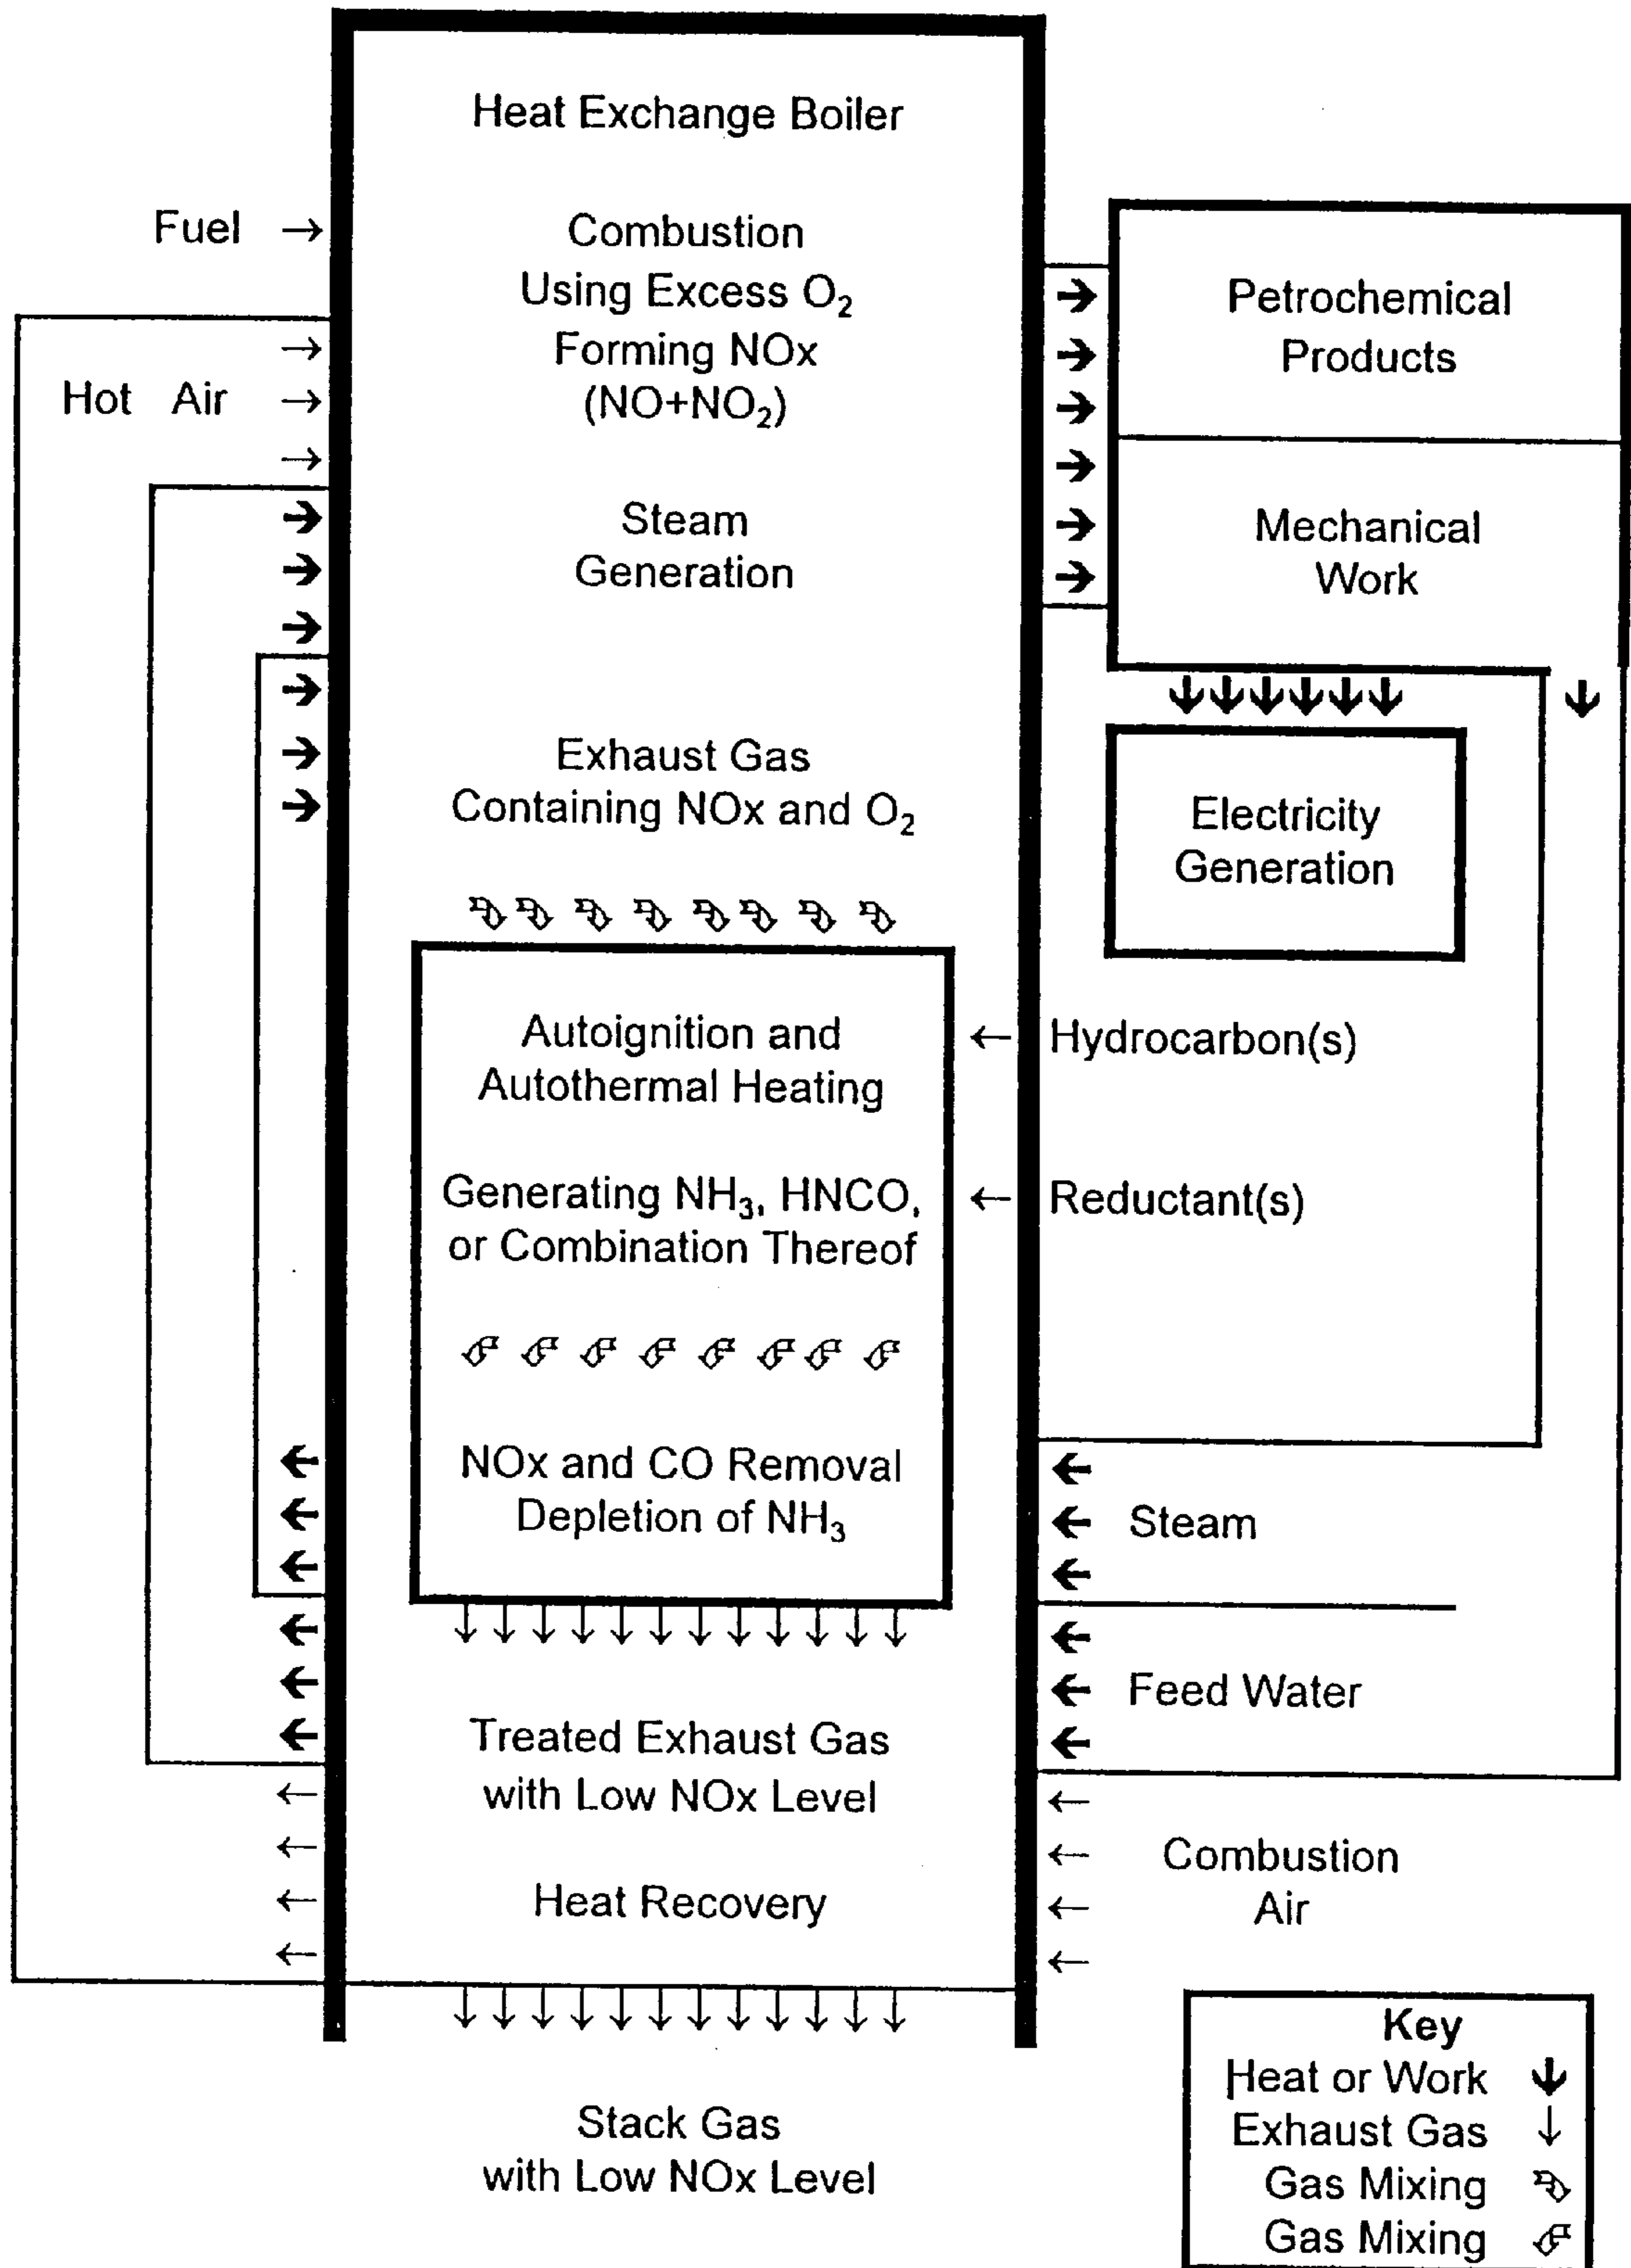 Heat Exchange Boiler
Fuel
Combustion
Using Excess O₂
Forming NOx
(NO+NO₂)
Hot Air
Steam
Generation
Petrochemical
Products
Mechanical
Work
Exhaust Gas
Containing NOx and O₂
Electricity
Generation
Autoignition and
Autothermal Heating
Hydrocarbon(s)
Generating NH₃, HNCO,
or Combination Thereof
Reductant(s)
NOx and CO Removal
Depletion of NH₃
Steam
Feed Water
Treated Exhaust Gas
with Low NOx Level
Combustion
Air
Heat Recovery
Stack Gas
with Low NOx Level
Key
Heat or Work
Exhaust Gas
Gas Mixing
Gas Mixing